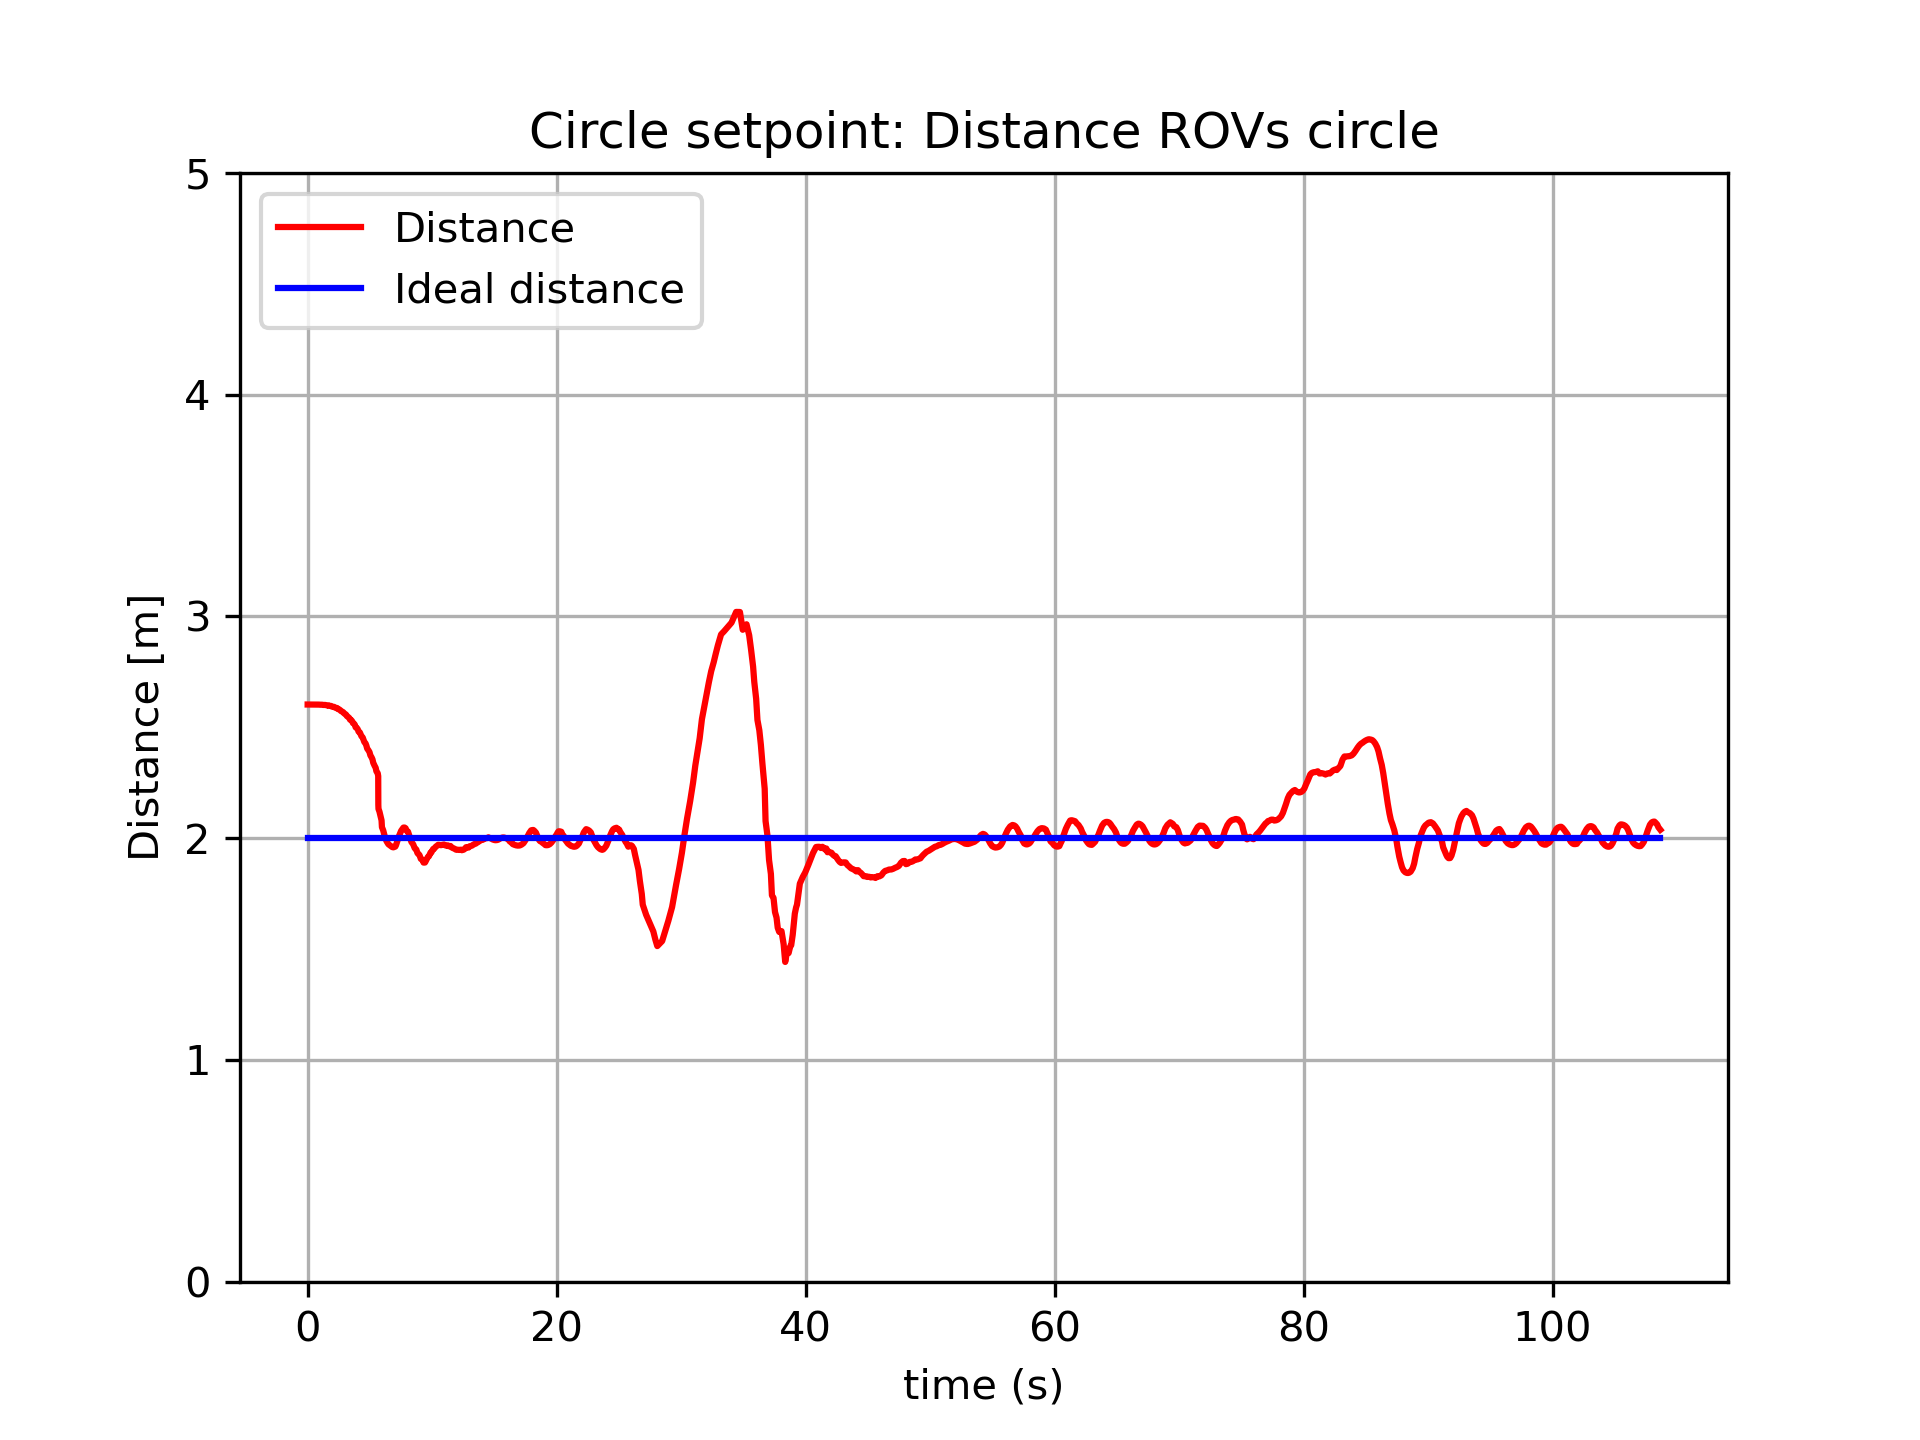 Circle setpoint: Distance ROVs circle
Distance
Ideal distance
5
4
3
2
1
0
Distance [m]
0 20 40 60 80 100
time (s)